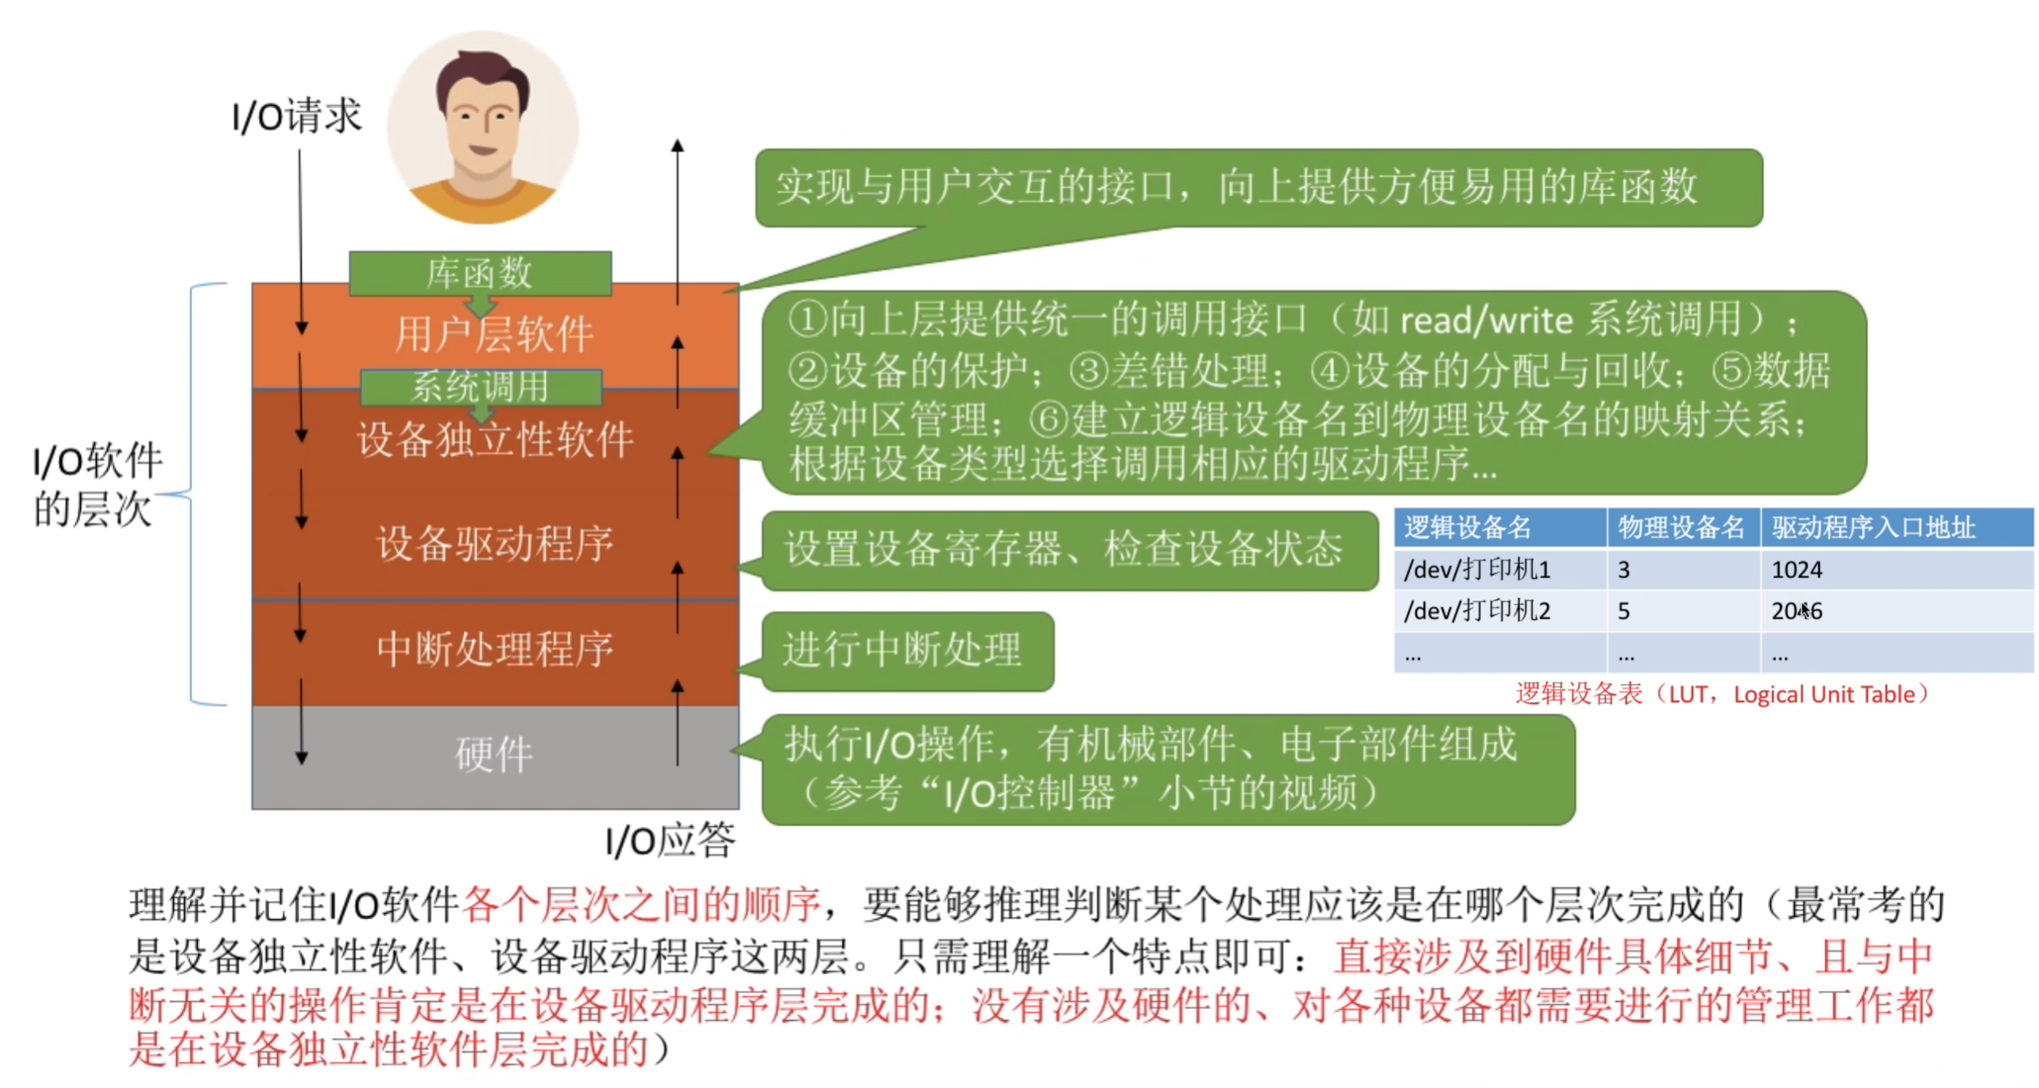 I/O请求
库函数
用户层软件
系统调用
设备独立性软件
设备驱动程序
中断处理程序
硬件
I/O软件
的层次
I/O应答
实现与用户交互的接口，向上提供方便易用的库函数
①向上层提供统一的调用接口（如 read/write 系统调用）；
②设备的保护；③差错处理；④设备的分配与回收；⑤数据
缓冲区管理；⑥建立逻辑设备名到物理设备名的映射关系；
根据设备类型选择调用相应的驱动程序...
设置设备寄存器、检查设备状态
进行中断处理
执行I/O操作，有机械部件、电子部件组成
（参考“I/O控制器”小节的视频）
逻辑设备名 物理设备名 驱动程序入口地址
/dev/打印机1 3 1024
/dev/打印机2 5 2046
... ... ...
逻辑设备表（LUT，Logical Unit Table）
理解并记住I/O软件各个层次之间的顺序，要能够推理判断某个处理应该是在哪个层次完成的（最常考的
是设备独立性软件、设备驱动程序这两层。只需理解一个特点即可：直接涉及到硬件具体细节、且与中
断无关的操作肯定是在设备驱动程序层完成的；没有涉及硬件的、对各种设备都需要进行的管理工作都
是在设备独立性软件层完成的）